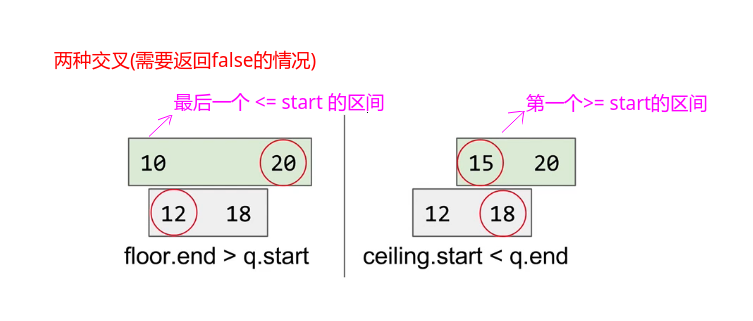 两种交叉(需要返回false的情况)
最后一个 <= start 的区间
第一个>= start的区间
10 20
15 20
12 18
12 18
floor.end > q.start
ceiling.start < q.end